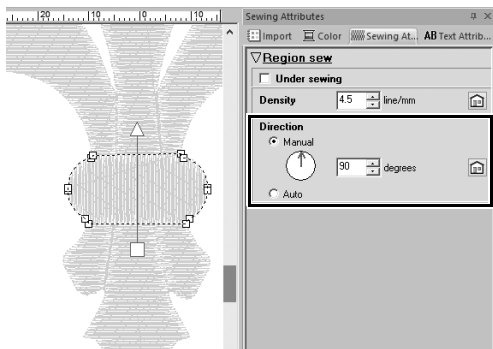 20 10 0 10
Sewing Attributes
Import Color Sewing At... AB Text Attrib...
Region sew
Under sewing
Density 4.5 line/mm
Direction
Manual
90 degrees
Auto